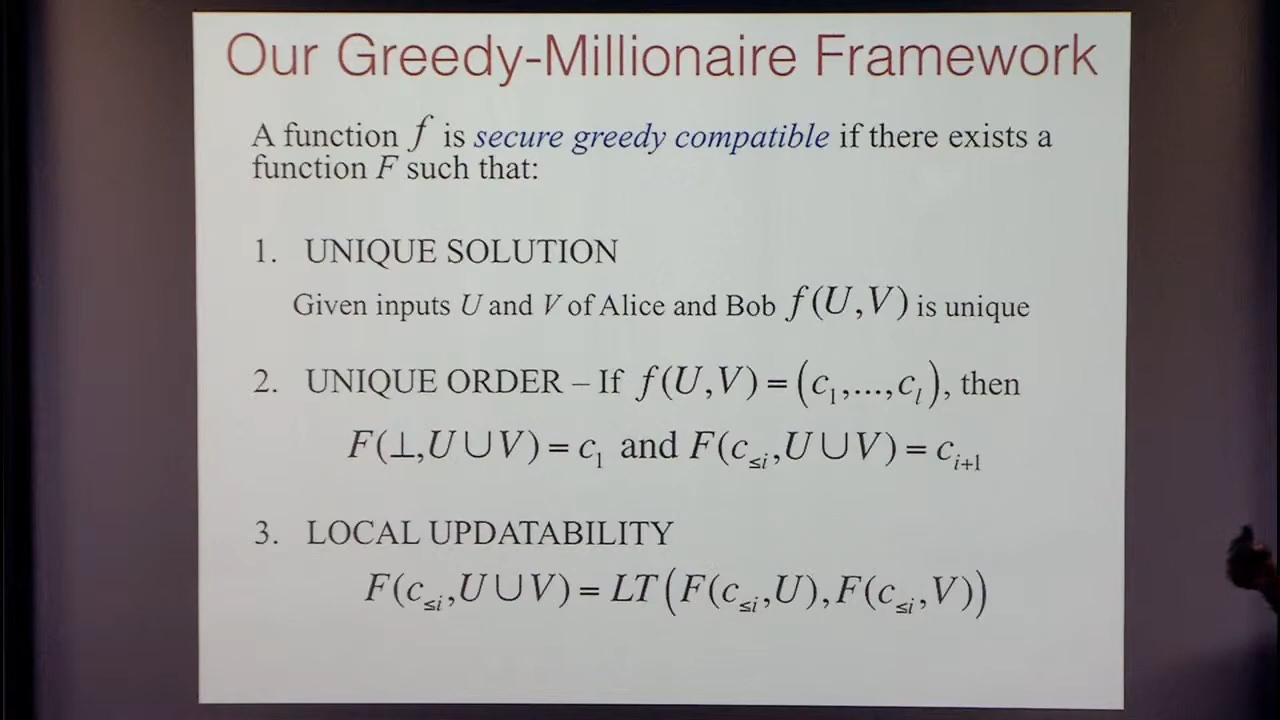 Our Greedy-Millionaire Framework
A function f is secure greedy compatible if there exists a
function F such that:
1. UNIQUE SOLUTION
Given inputs U and V of Alice and Bob f(U,V) is unique
2. UNIQUE ORDER – If f(U,V) = (c₁,...,cₗ), then
F(⊥,U∪V) = c₁ and F(c≤ᵢ,U∪V) = cᵢ₊₁
3. LOCAL UPDATABILITY
F(c≤ᵢ,U∪V) = LT(F(c≤ᵢ,U),F(c≤ᵢ,V))